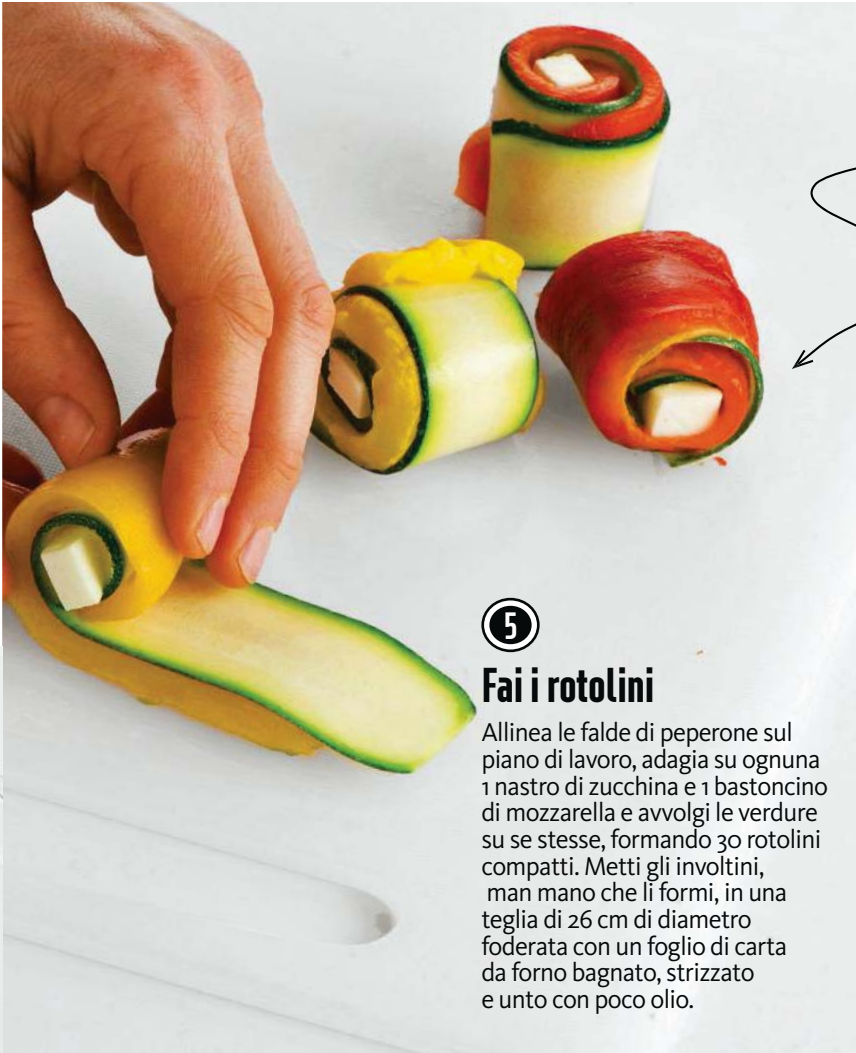 5
Fai i rotolini
Allinea le falde di peperone sul
piano di lavoro, adagia su ognuna
1 nastro di zucchina e 1 bastoncino
di mozzarella e avvolgi le verdure
su se stesse, formando 30 rotolini
compatti. Metti gli involtini,
man mano che li formi, in una
teglia di 26 cm di diametro
foderata con un foglio di carta
da forno bagnato, strizzato
e unto con poco olio.